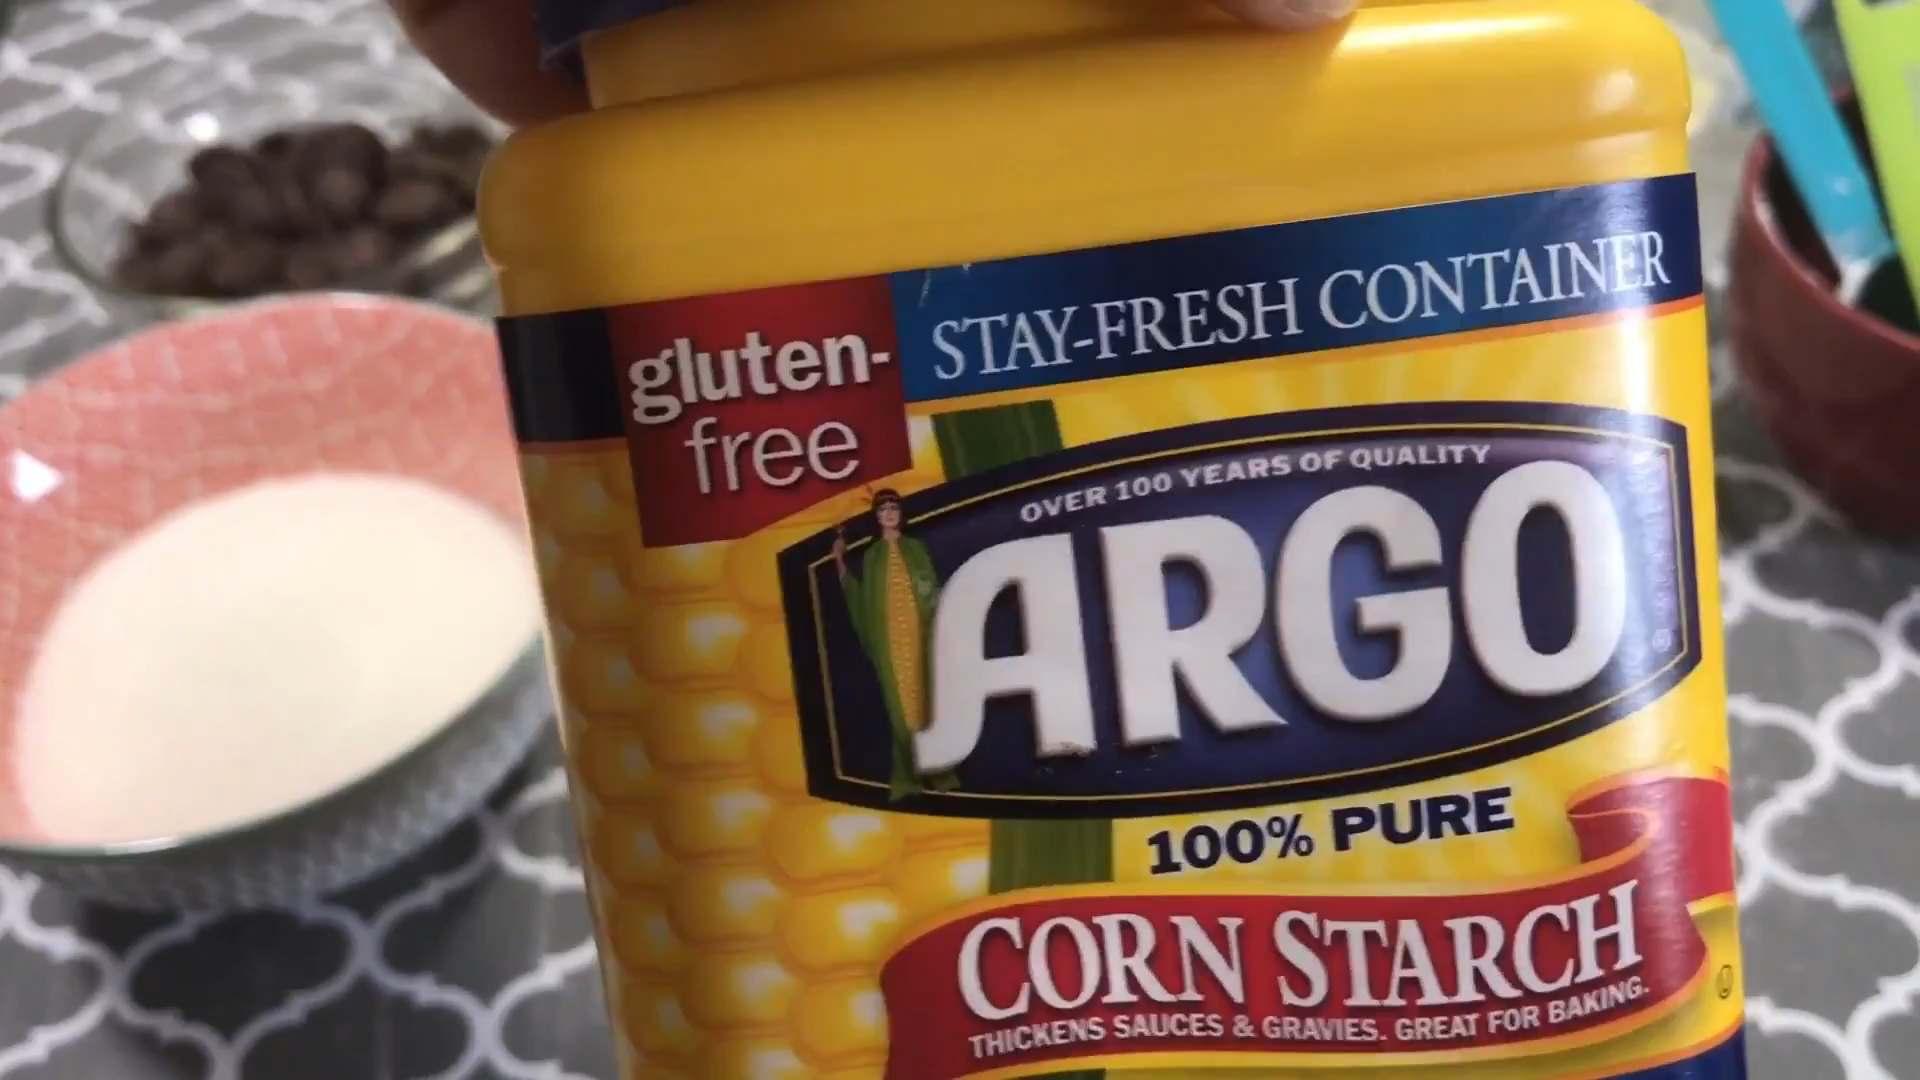 STAY-FRESH CONTAINER
gluten-
free
OVER 100 YEARS OF QUALITY
ARGO
100% PURE
CORN STARCH
THICKENS SAUCES & GRAVIES. GREAT FOR BAKING.